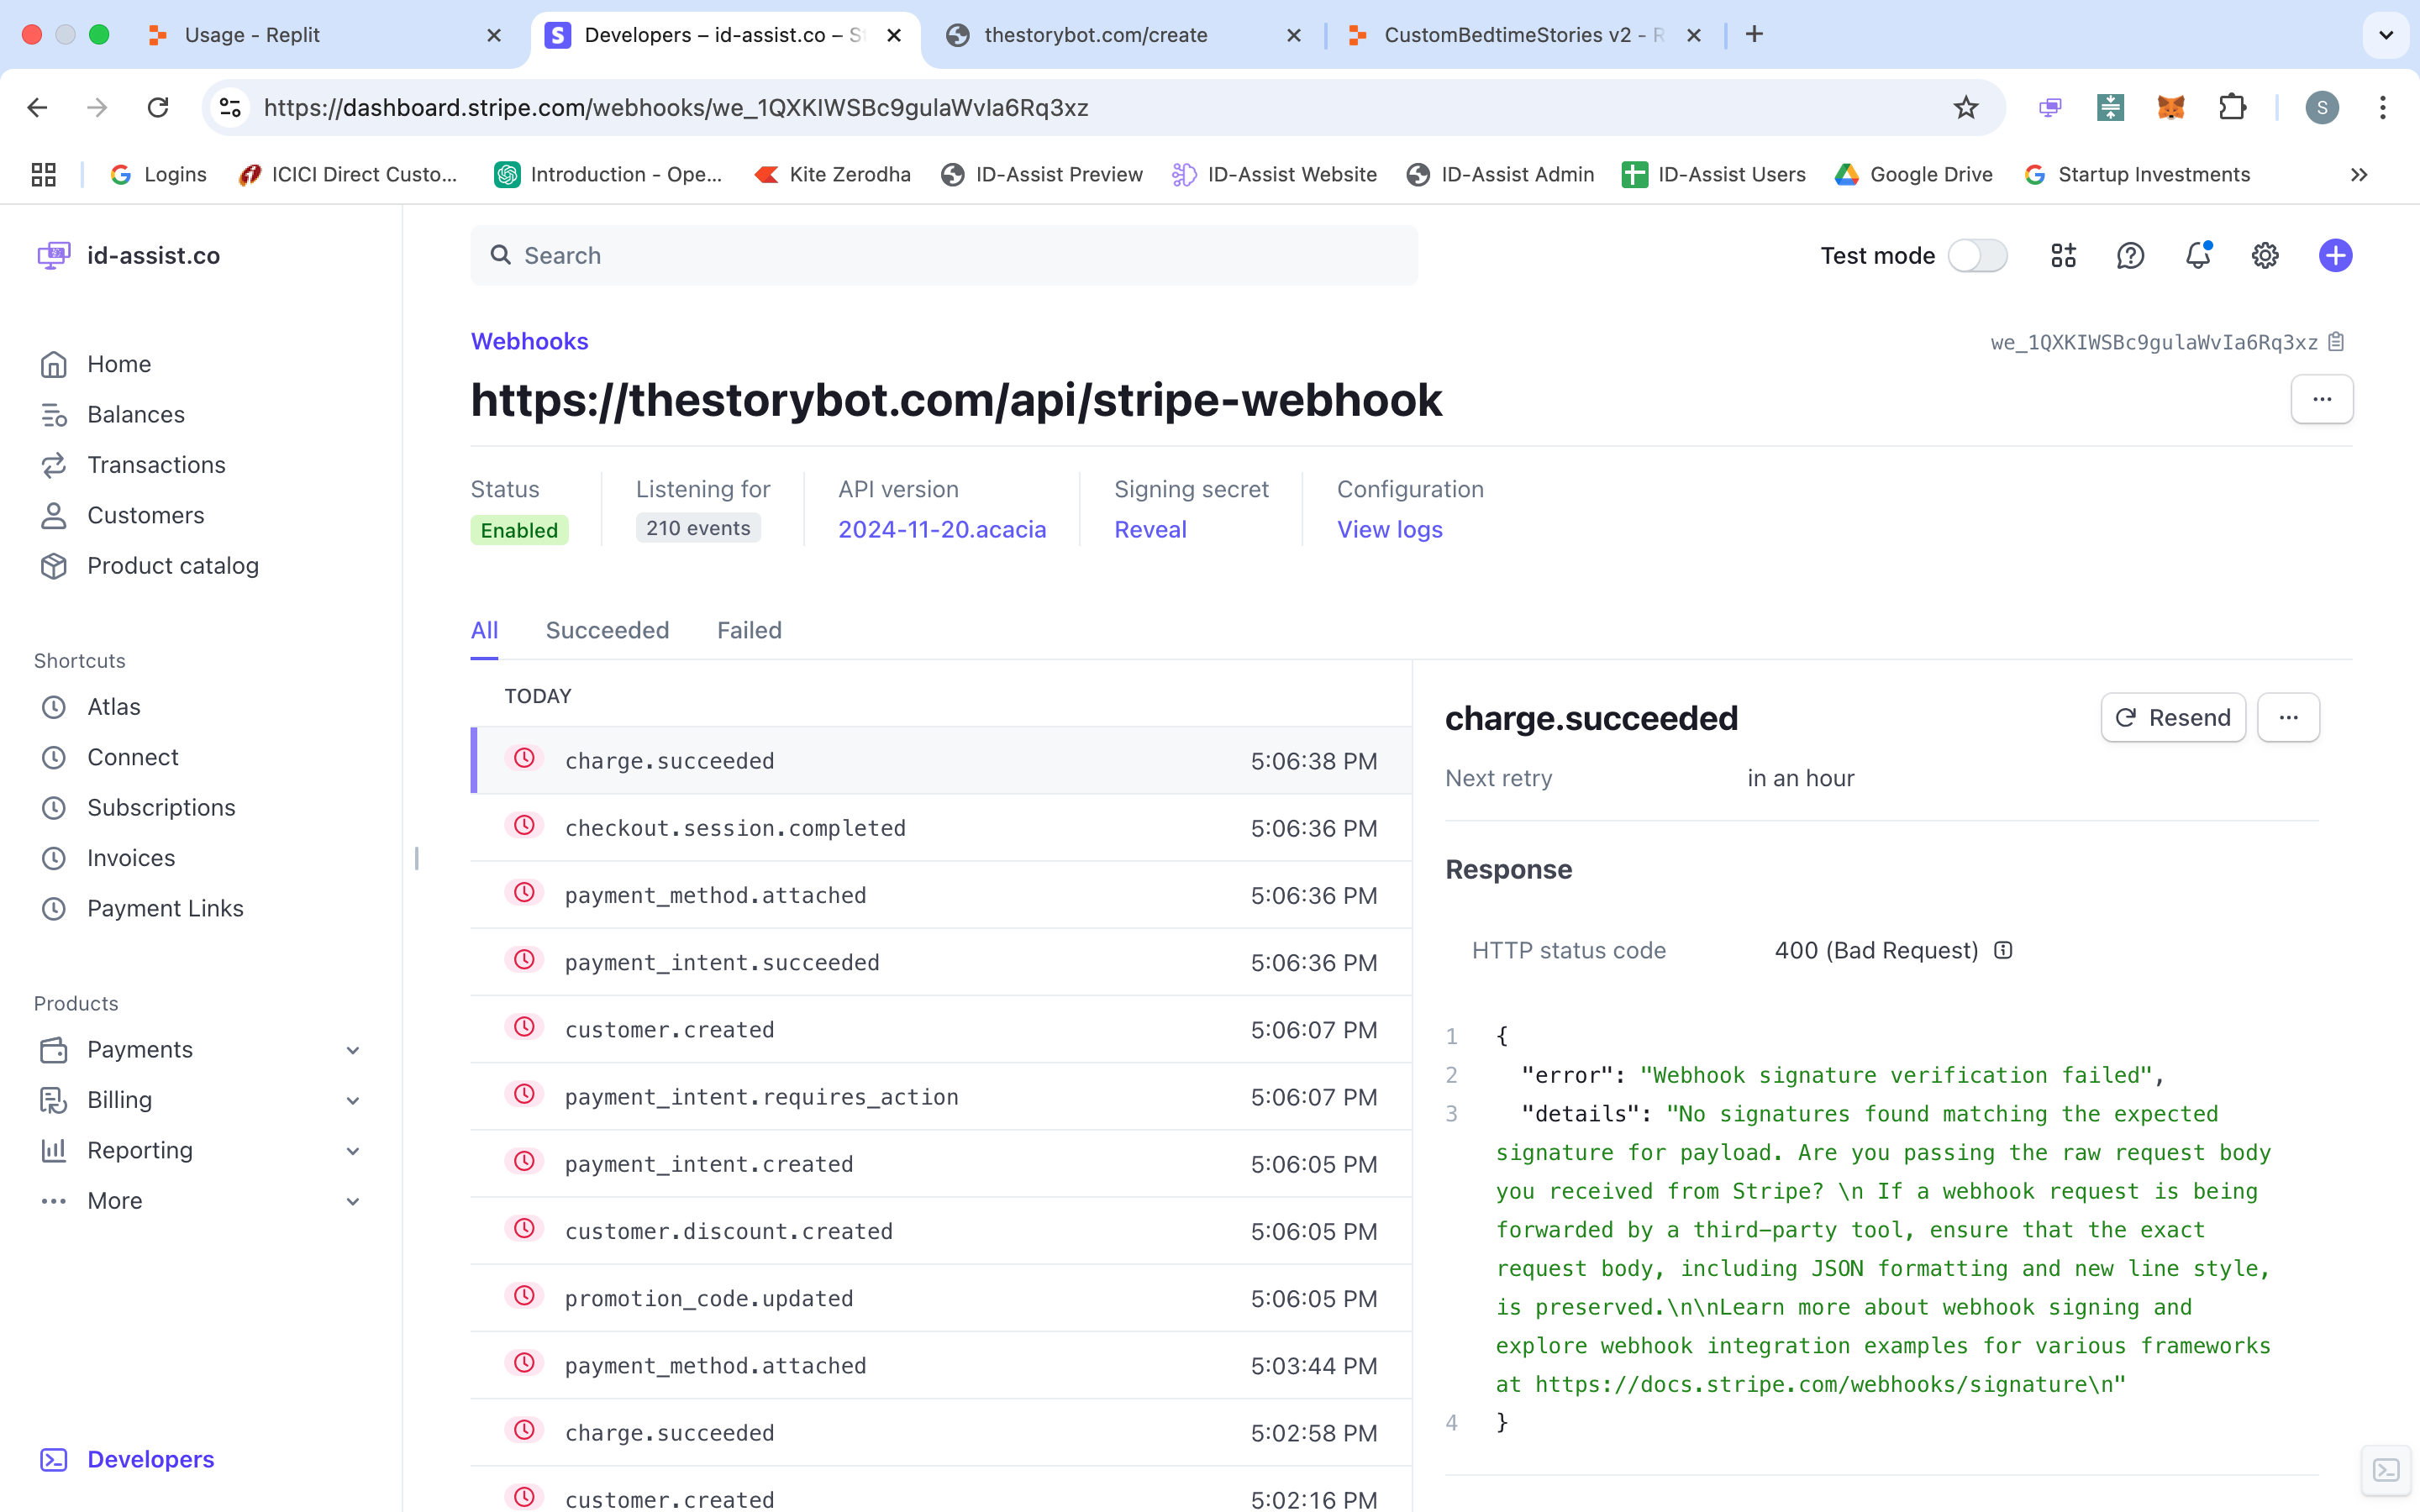 Usage - Replit
Developers – id-assist.co – St
thestorybot.com/create
CustomBedtimeStories v2 - R
https://dashboard.stripe.com/webhooks/we_1QXKIWSBc9gulaWvIa6Rq3xz
S
Logins
ICICI Direct Custo...
Introduction - Ope...
Kite Zerodha
ID-Assist Preview
ID-Assist Website
ID-Assist Admin
ID-Assist Users
Google Drive
Startup Investments
id-assist.co
Search
Test mode
Home
Balances
Transactions
Customers
Product catalog
Shortcuts
Atlas
Connect
Subscriptions
Invoices
Payment Links
Products
Payments
Billing
Reporting
More
Developers
Webhooks
we_1QXKIWSBc9gulaWvIa6Rq3xz
https://thestorybot.com/api/stripe-webhook
Status
Enabled
Listening for
210 events
API version
2024-11-20.acacia
Signing secret
Reveal
Configuration
View logs
All
Succeeded
Failed
TODAY
charge.succeeded 5:06:38 PM
checkout.session.completed 5:06:36 PM
payment_method.attached 5:06:36 PM
payment_intent.succeeded 5:06:36 PM
customer.created 5:06:07 PM
payment_intent.requires_action 5:06:07 PM
payment_intent.created 5:06:05 PM
customer.discount.created 5:06:05 PM
promotion_code.updated 5:06:05 PM
payment_method.attached 5:03:44 PM
charge.succeeded 5:02:58 PM
customer.created 5:02:16 PM
charge.succeeded
Resend
Next retry in an hour
Response
HTTP status code 400 (Bad Request)
1 {
2 "error": "Webhook signature verification failed",
3 "details": "No signatures found matching the expected
signature for payload. Are you passing the raw request body
you received from Stripe? \n If a webhook request is being
forwarded by a third-party tool, ensure that the exact
request body, including JSON formatting and new line style,
is preserved.\n\nLearn more about webhook signing and
explore webhook integration examples for various frameworks
at https://docs.stripe.com/webhooks/signature\n"
4 }